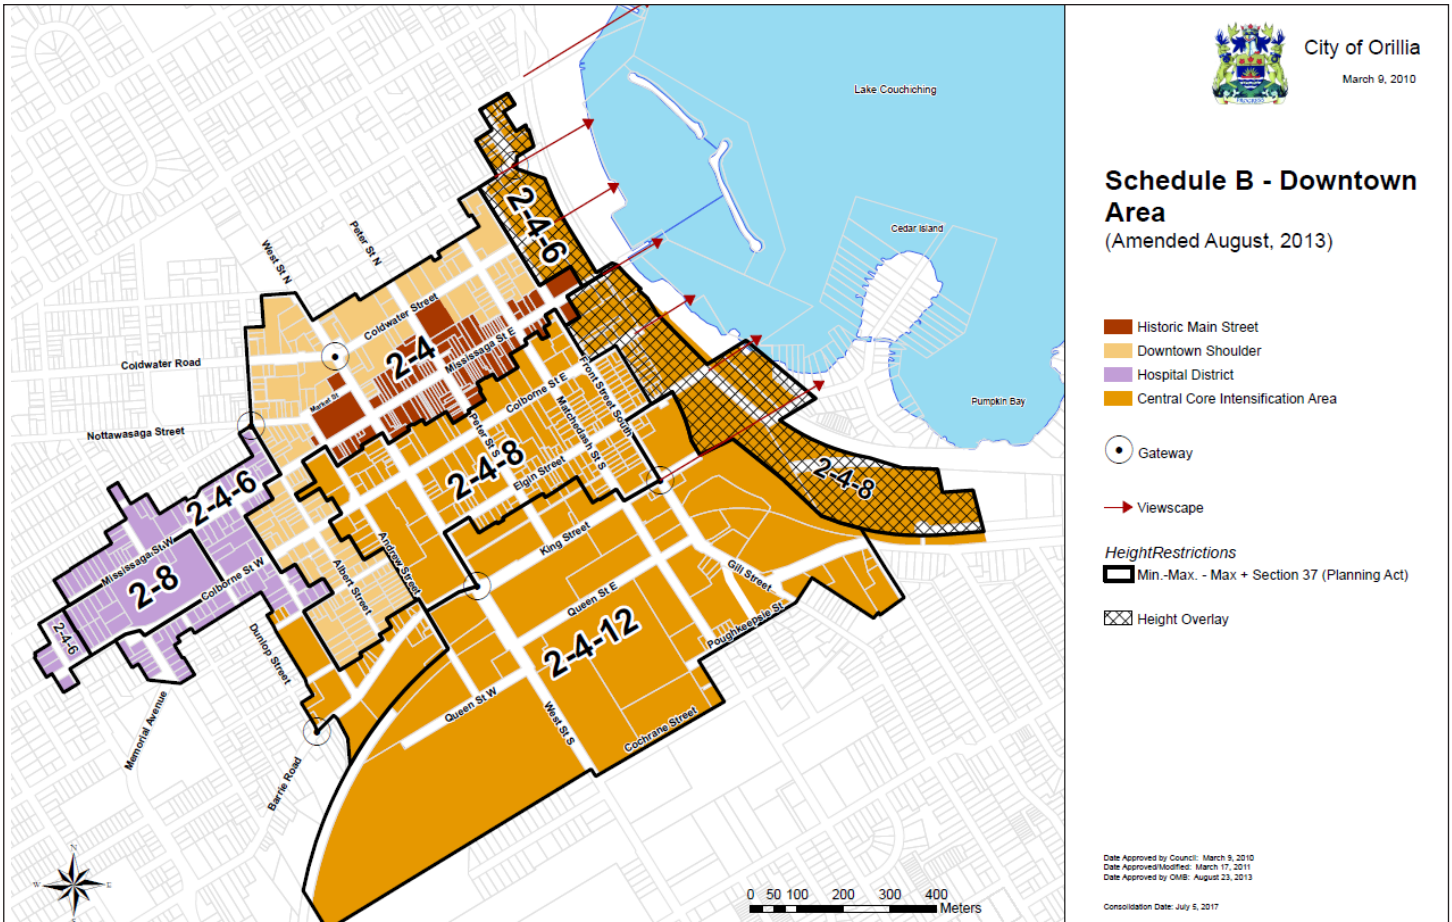 City of Orillia
March 9, 2010
PROGRESS
Schedule B - Downtown
Area
(Amended August, 2013)
Historic Main Street
Downtown Shoulder
Hospital District
Central Core Intensification Area
Gateway
Viewscape
HeightRestrictions
Min.-Max. - Max + Section 37 (Planning Act)
Height Overlay
Date Approved by Council: March 9, 2010
Date Approved/Modified: March 17, 2011
Date Approved by OMB: August 23, 2013
Consolidation Date: July 5, 2017
Lake Couchiching
Cedar Island
Pumpkin Bay
2-4-6
Peter St N
West St N
Coldwater Street
Coldwater Road
2-4
Mississaga St E
Market St
Nottawasaga Street
Front Street South
Colborne St E
Matchedash St S
Peter St S
2-4-8
Elgin Street
2-4-8
2-4-6
Mississaga St W
2-8
Colborne St W
2-4-6
Andrew Street
Albert Street
King Street
Gill Street
Queen St E
Poughkeepsie St
2-4-12
Dunlop Street
Memorial Avenue
Queen St W
West St S
Cochrane Street
Barrie Road
N
W
E
S
0 50 100 200 300 400
Meters